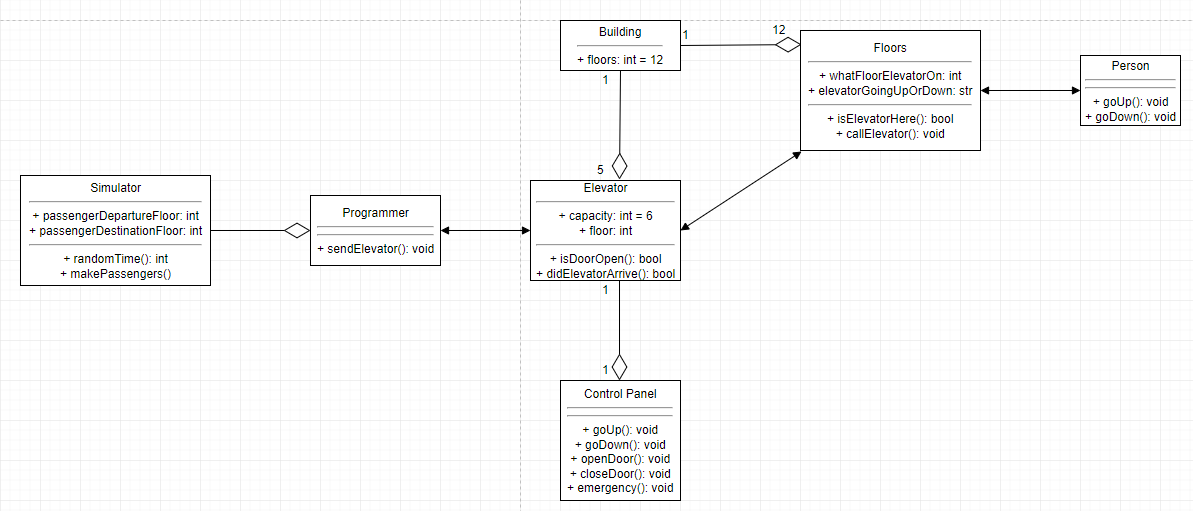 Building
+ floors: int = 12
1
12
1
5
Floors
+ whatFloorElevatorOn: int
+ elevatorGoingUpOrDown: str
+ isElevatorHere(): bool
+ callElevator(): void
Person
+ goUp(): void
+ goDown(): void
Simulator
+ passengerDepartureFloor: int
+ passengerDestinationFloor: int
+ randomTime(): int
+ makePassengers()
Programmer
+ sendElevator(): void
Elevator
+ capacity: int = 6
+ floor: int
+ isDoorOpen(): bool
+ didElevatorArrive(): bool
1
1
Control Panel
+ goUp(): void
+ goDown(): void
+ openDoor(): void
+ closeDoor(): void
+ emergency(): void